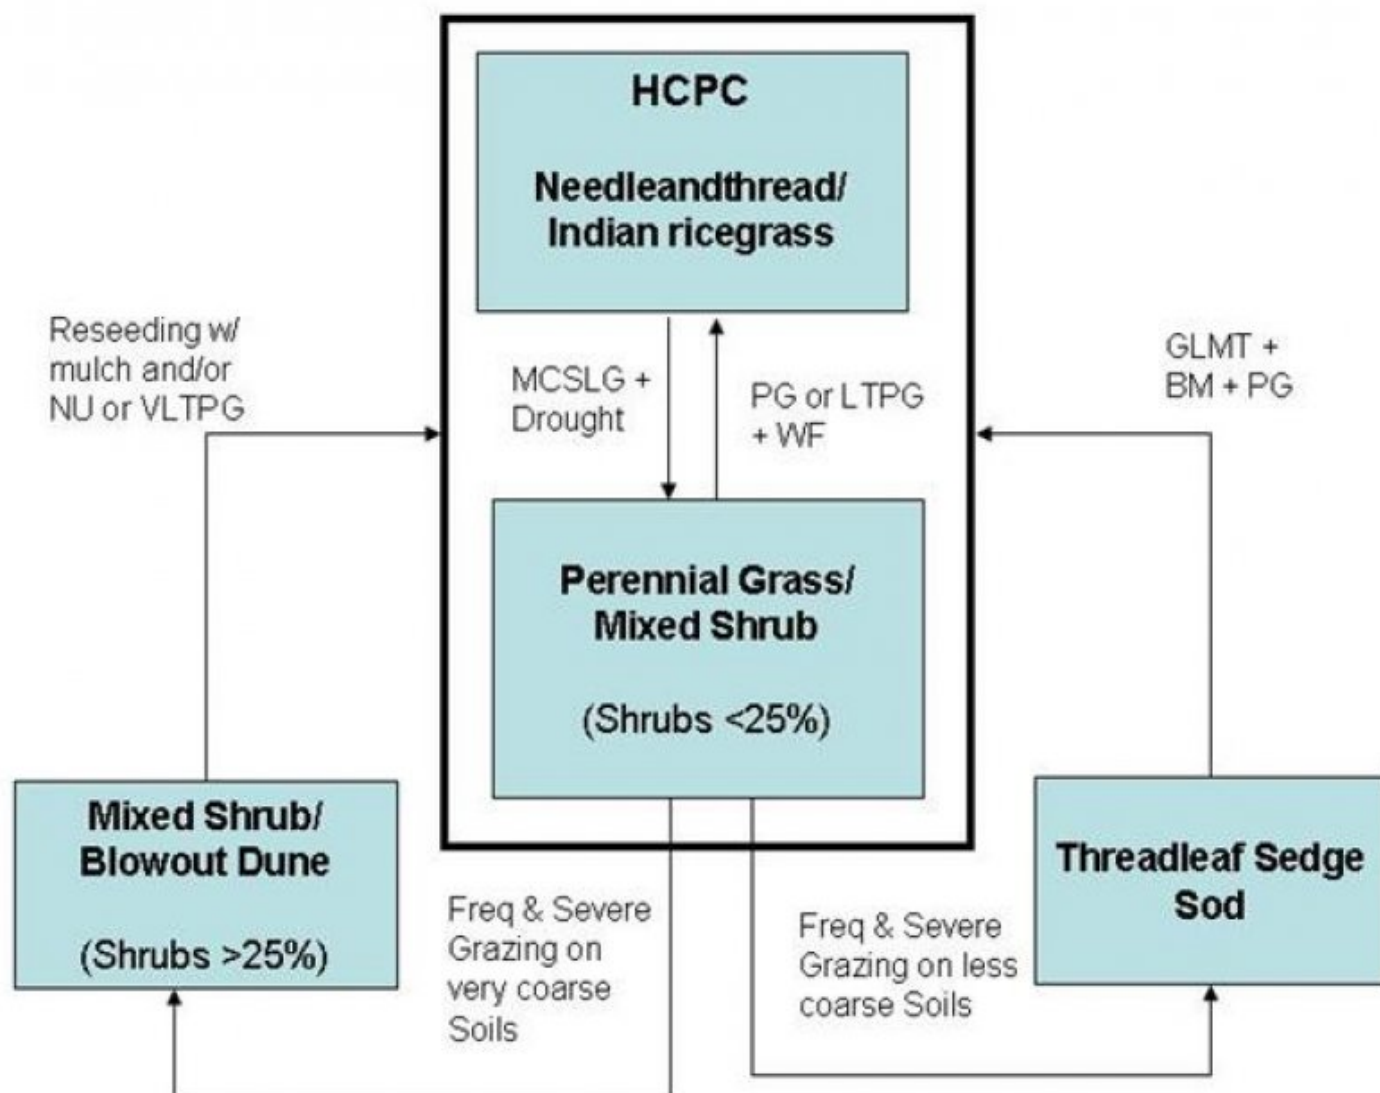 HCPC
Needleandthread/
Indian ricegrass
Reseeding w/
mulch and/or
NU or VLTPG
MCSLG +
Drought
PG or LTPG
+ WF
GLMT +
BM + PG
Perennial Grass/
Mixed Shrub
(Shrubs <25%)
Mixed Shrub/
Blowout Dune
(Shrubs >25%)
Threadleaf Sedge
Sod
Freq & Severe
Grazing on
very coarse
Soils
Freq & Severe
Grazing on less
coarse Soils